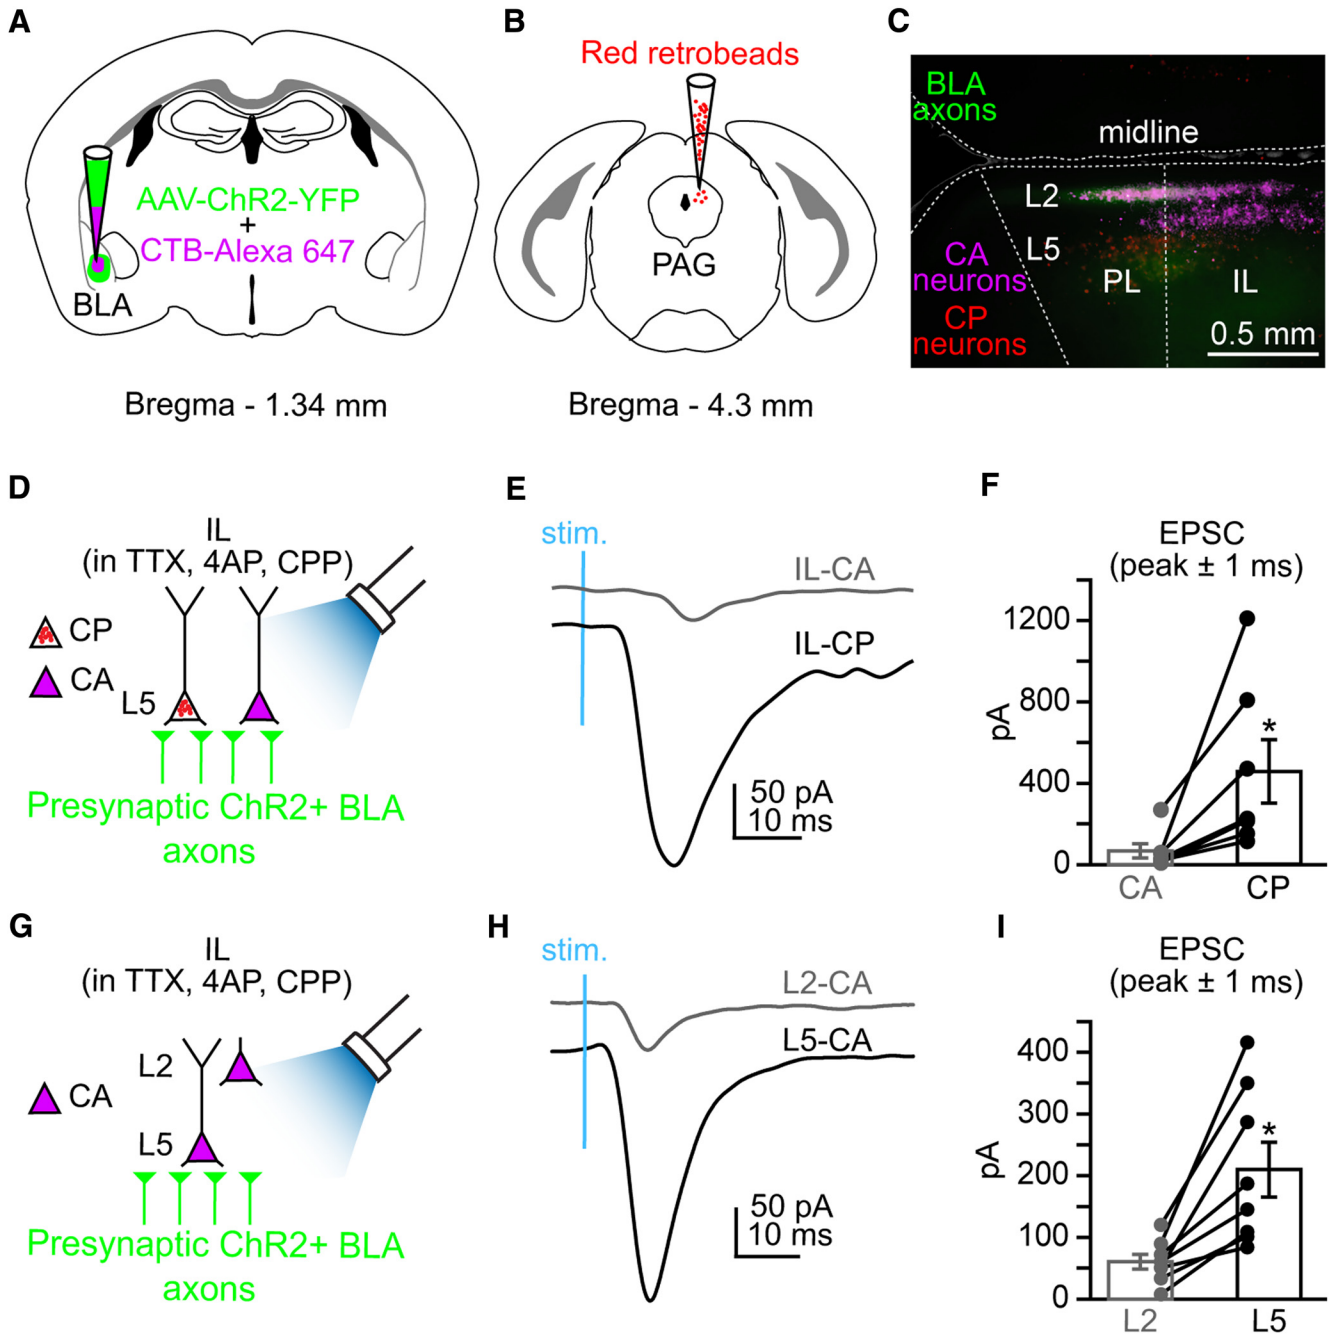 A
AAV-ChR2-YFP
+
CTB-Alexa 647
BLA
Bregma - 1.34 mm
B
Red retrobeads
PAG
Bregma - 4.3 mm
C
BLA
axons
midline
L2
L5
CA
neurons
PL
IL
CP
neurons
0.5 mm
D
IL
(in TTX, 4AP, CPP)
CP
CA
L5
Presynaptic ChR2+ BLA
axons
E
stim.
IL-CA
IL-CP
50 pA
10 ms
F
EPSC
(peak ± 1 ms)
pA
1200
800
400
0
*
CA
CP
G
IL
(in TTX, 4AP, CPP)
L2
CA
L5
Presynaptic ChR2+ BLA
axons
H
stim.
L2-CA
L5-CA
50 pA
10 ms
I
EPSC
(peak ± 1 ms)
pA
400
300
200
100
0
*
L2
L5